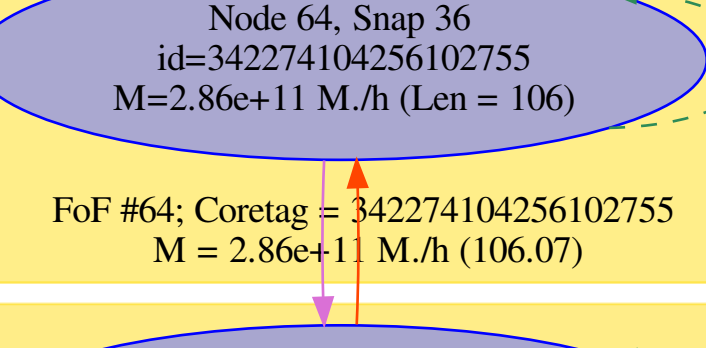 Node 64, Snap 36
id=342274104256102755
M=2.86e+11 M./h (Len = 106)
FoF #64; Coretag = 342274104256102755
M = 2.86e+11 M./h (106.07)